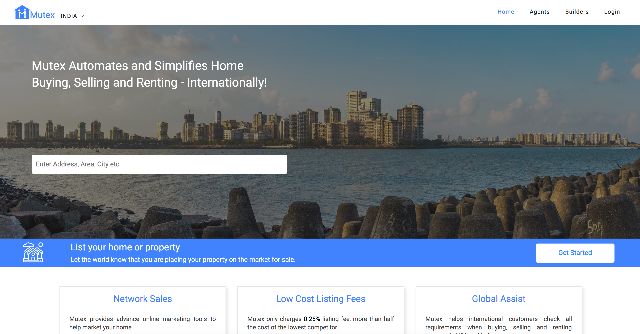 Mutex INDIA
Home Agents Builders Login
Mutex Automates and Simplifies Home
Buying, Selling and Renting - Internationally!
Enter Address, Area, City etc
List your home or property
Let the world know that you are placing your property on the market for sale.
Get Started
Network Sales
Mutex provides advance online marketing tools to
help market your home
Low Cost Listing Fees
Mutex only charges 0.25% listing fee, more than half
the cost of the lowest competitor
Global Assist
Mutex helps international customers check all
requirements when buying, selling and renting